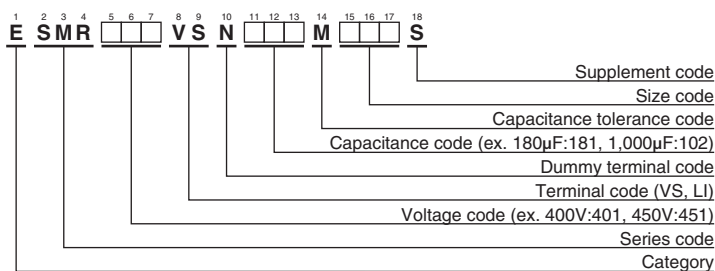 1 2 3 4 5 6 7 8 9 10 11 12 13 14 15 16 17 18
E SMR VS N M S
Supplement code
Size code
Capacitance tolerance code
Capacitance code (ex. 180μF:181, 1,000μF:102)
Dummy terminal code
Terminal code (VS, LI)
Voltage code (ex. 400V:401, 450V:451)
Series code
Category